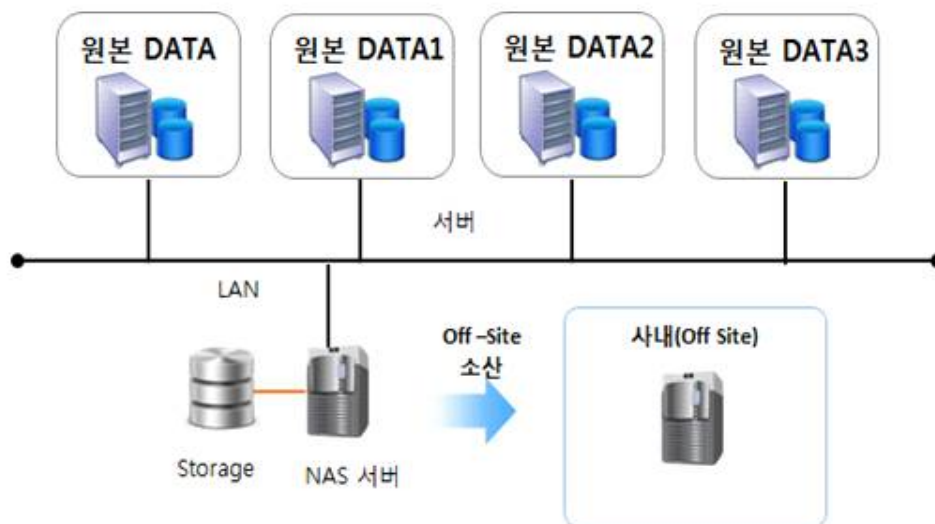 원본 DATA
원본 DATA1
원본 DATA2
원본 DATA3
서버
LAN
Off –Site
소산
사내(Off Site)
Storage
NAS 서버